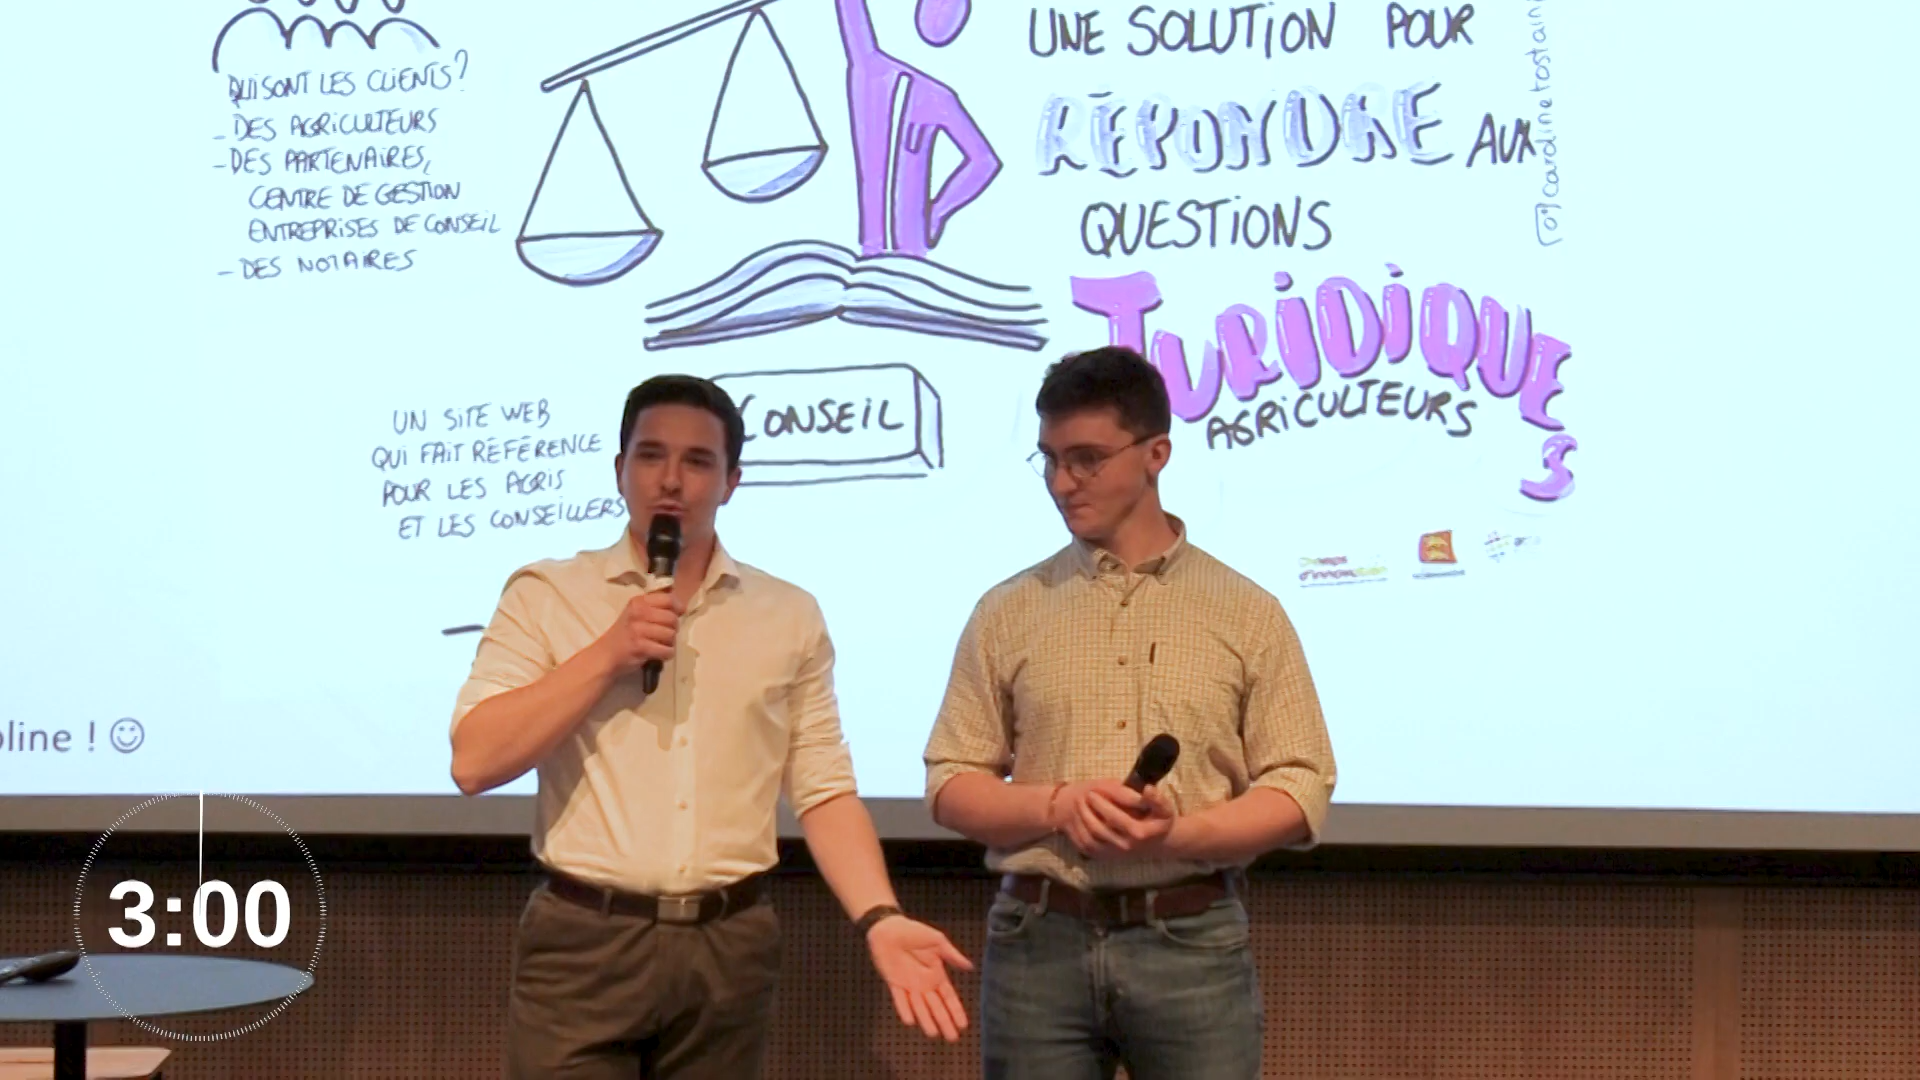 QUI SONT LES CLIENTS?
- DES AGRICULTEURS
- DES PARTENAIRES,
CENTRE DE GESTION
ENTREPRISES DE CONSEIL
- DES NOTAIRES
UN SITE WEB
QUI FAIT RÉFÉRENCE
POUR LES AGRIS
ET LES CONSEILLERS
CONSEIL
UNE SOLUTION POUR
RÉPONDRE AUX
QUESTIONS
JURIDIQUES
AGRICULTEURS
oline ! ☺
3:00